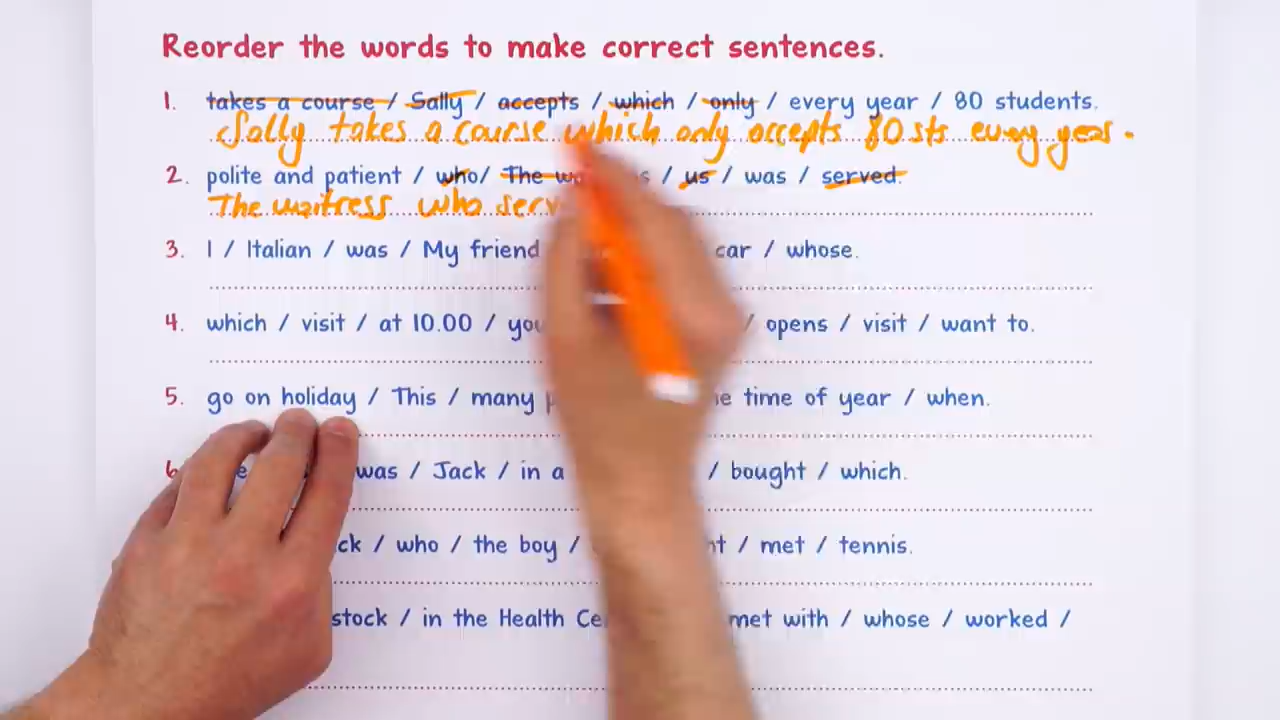 Reorder the words to make correct sentences.
1. takes a course / Sally / accepts / which / only / every year / 80 students.
Sally takes a course which only accepts 80 sts every year.
2. polite and patient / who/ The / us / was / served.
The waitress who serv
3. I / Italian / was / My friend car / whose.
4. which / visit / at 10.00 / / opens / visit / want to.
5. go on holiday / This / many time of year / when.
6. was / Jack / in a / bought / which.
/ who / the boy / / met / tennis.
/ in the Health met with / whose / worked /